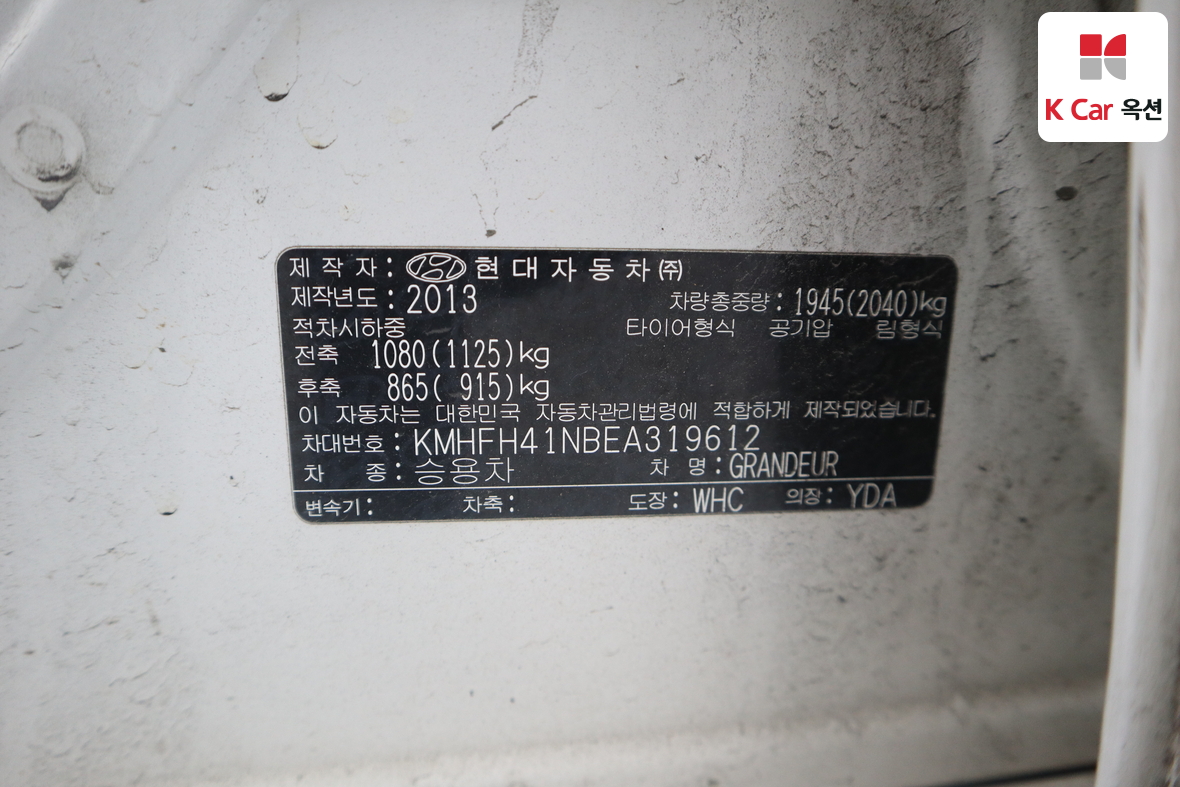 K Car 옥션
제 작 자 : 현대자동차㈜
제작년도 : 2013 차량총중량 : 1945(2040)kg
적차시하중 타이어형식 공기압 림형식
전축 1080(1125)kg
후축 865( 915)kg
이 자동차는 대한민국 자동차관리법령에 적합하게 제작되었습니다.
차대번호 : KMHFH41NBEA319612
차 종 : 승용차 차 명 : GRANDEUR
변속기 : 차축 : 도장 : WHC 의장 : YDA